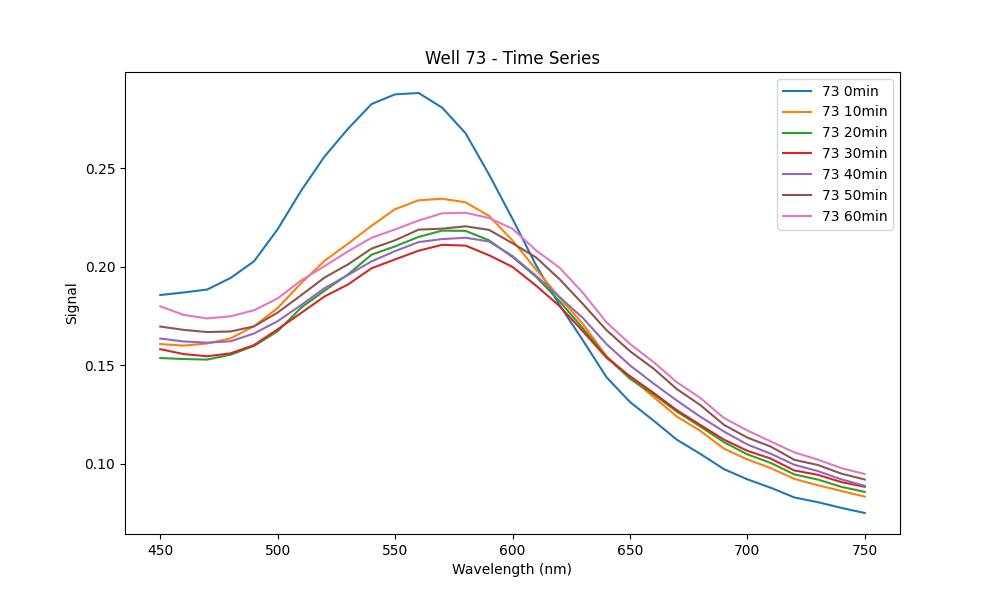 Well 73 - Time Series
73 0min
73 10min
73 20min
73 30min
73 40min
73 50min
73 60min
Signal
0.25
0.20
0.15
0.10
450 500 550 600 650 700 750
Wavelength (nm)